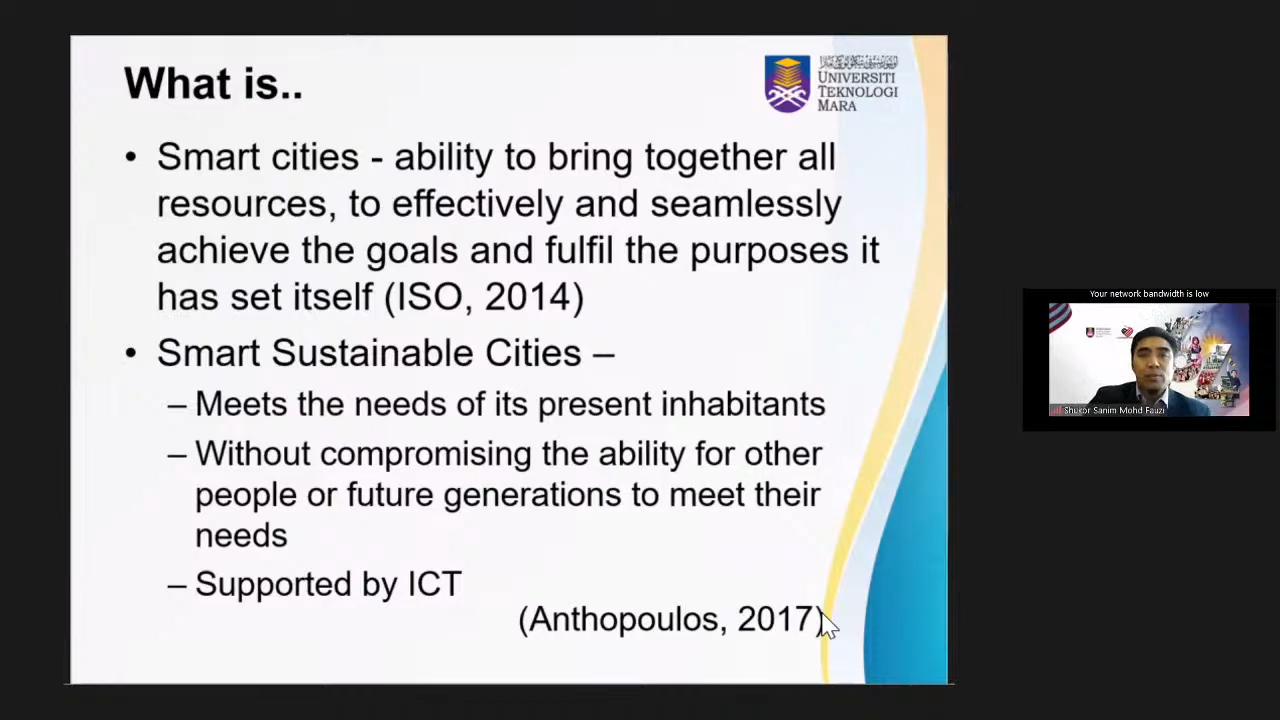 What is..
UNIVERSITI
TEKNOLOGI
MARA
• Smart cities - ability to bring together all
resources, to effectively and seamlessly
achieve the goals and fulfil the purposes it
has set itself (ISO, 2014)
• Smart Sustainable Cities –
– Meets the needs of its present inhabitants
– Without compromising the ability for other
people or future generations to meet their
needs
– Supported by ICT
(Anthopoulos, 2017)
Your network bandwidth is low
Shukor Sanim Mohd Fauzi